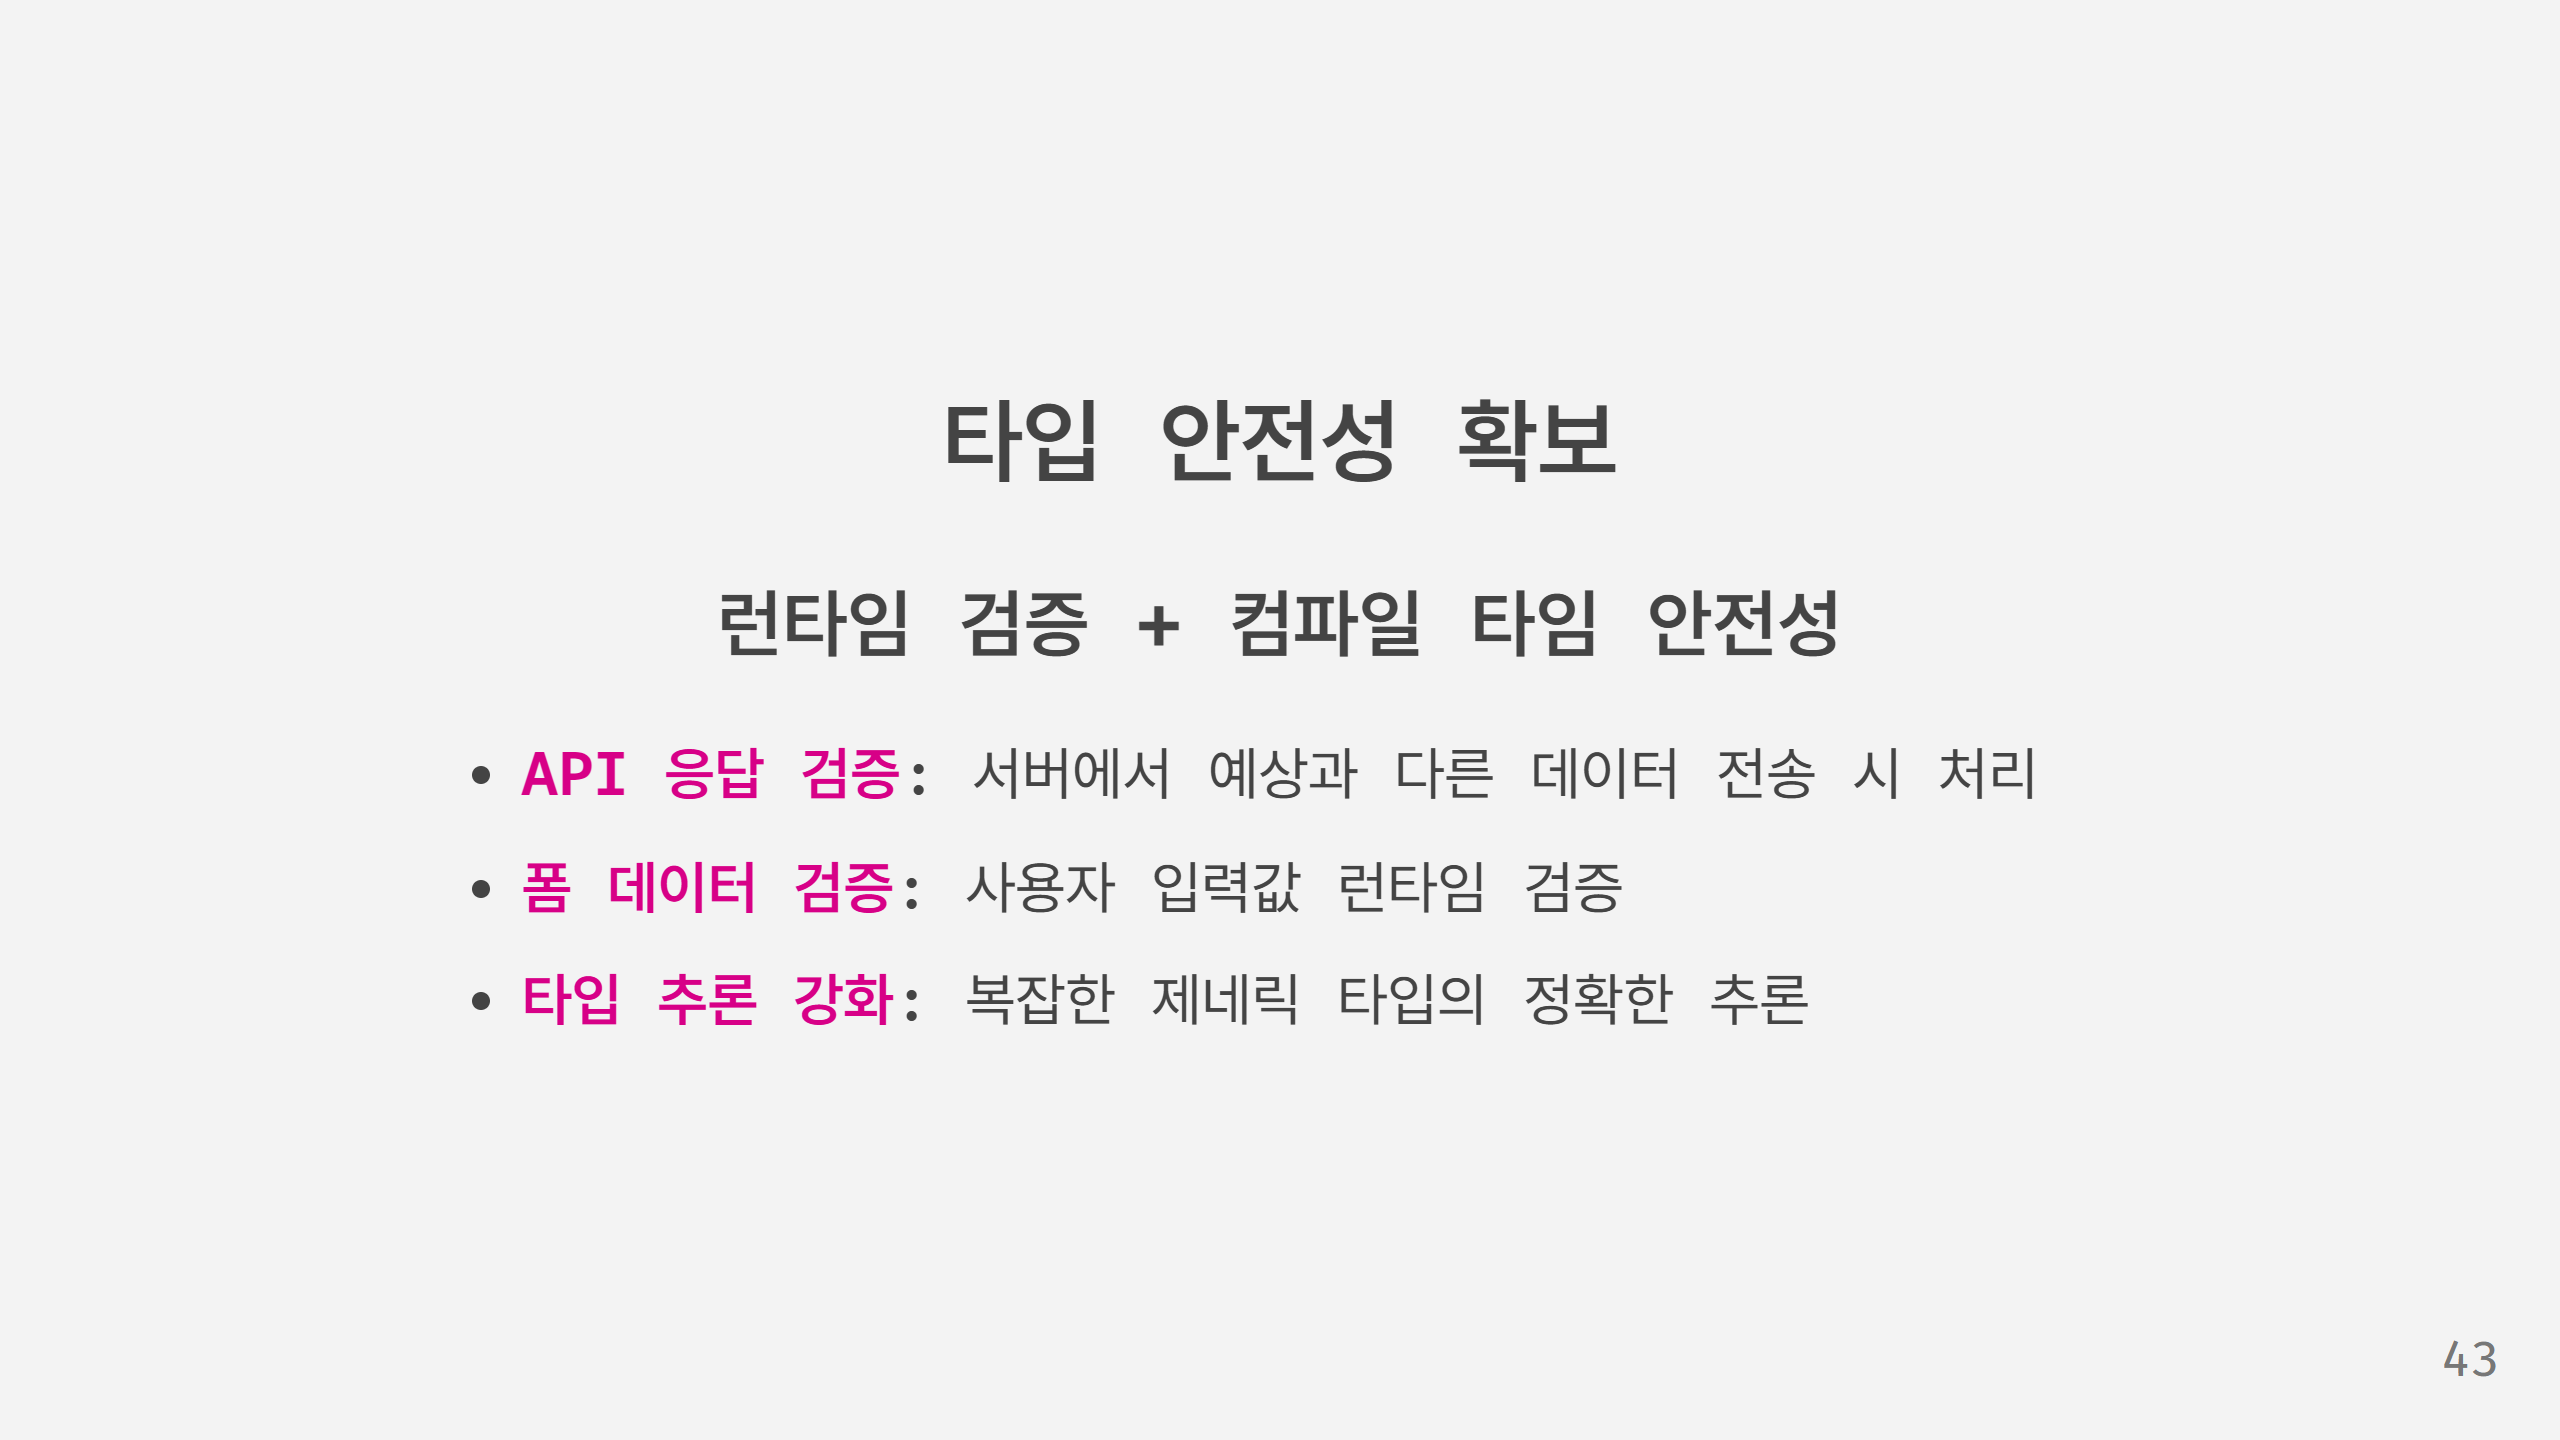 타입 안전성 확보
런타임 검증 + 컴파일 타임 안전성
• API 응답 검증: 서버에서 예상과 다른 데이터 전송 시 처리
• 폼 데이터 검증: 사용자 입력값 런타임 검증
• 타입 추론 강화: 복잡한 제네릭 타입의 정확한 추론
43